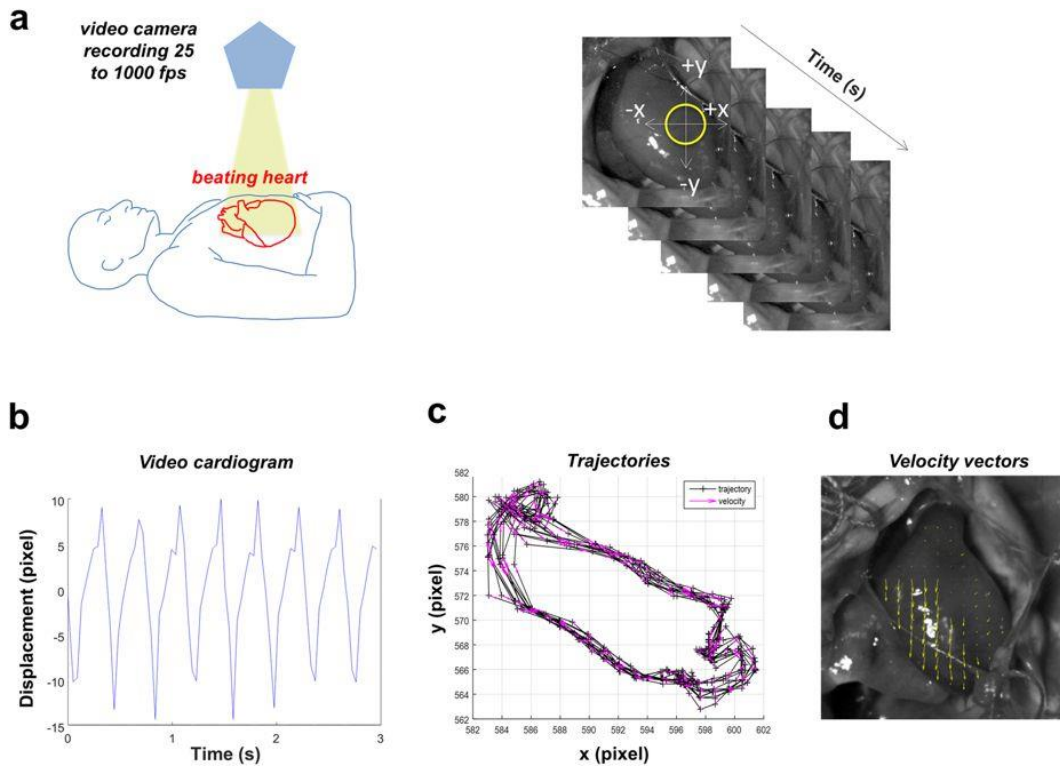 a
video camera
recording 25
to 1000 fps
beating heart
+y
-x
+x
-y
Time (s)
b
Video cardiogram
Displacement (pixel)
10
5
0
-5
-10
-15
0
1
2
3
Time (s)
c
Trajectories
trajectory
velocity
y (pixel)
582
580
578
576
574
572
570
568
566
564
562
582 583 584 585 586 588 590 592 594 596 598 600 602
x (pixel)
d
Velocity vectors